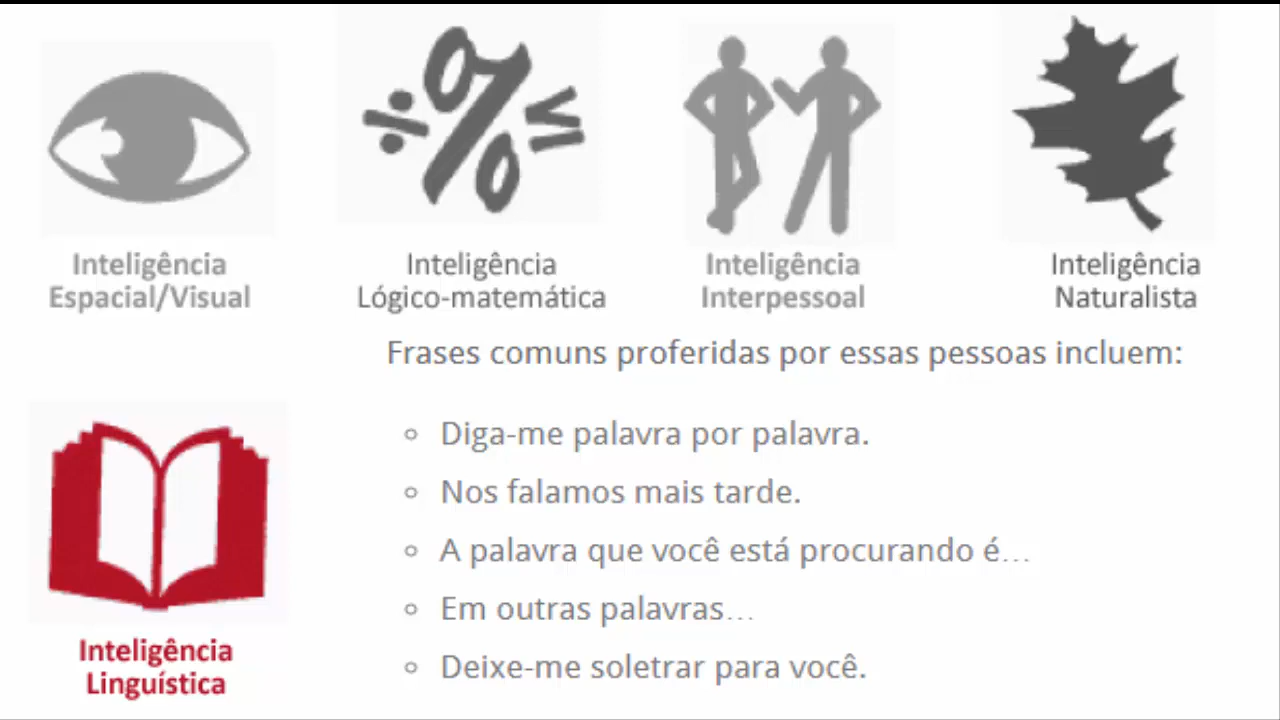 Inteligência
Espacial/Visual
Inteligência
Lógico-matemática
Inteligência
Interpessoal
Inteligência
Naturalista
Frases comuns proferidas por essas pessoas incluem:
Diga-me palavra por palavra.
Nos falamos mais tarde.
A palavra que você está procurando é...
Em outras palavras...
Deixe-me soletrar para você.
Inteligência
Linguística